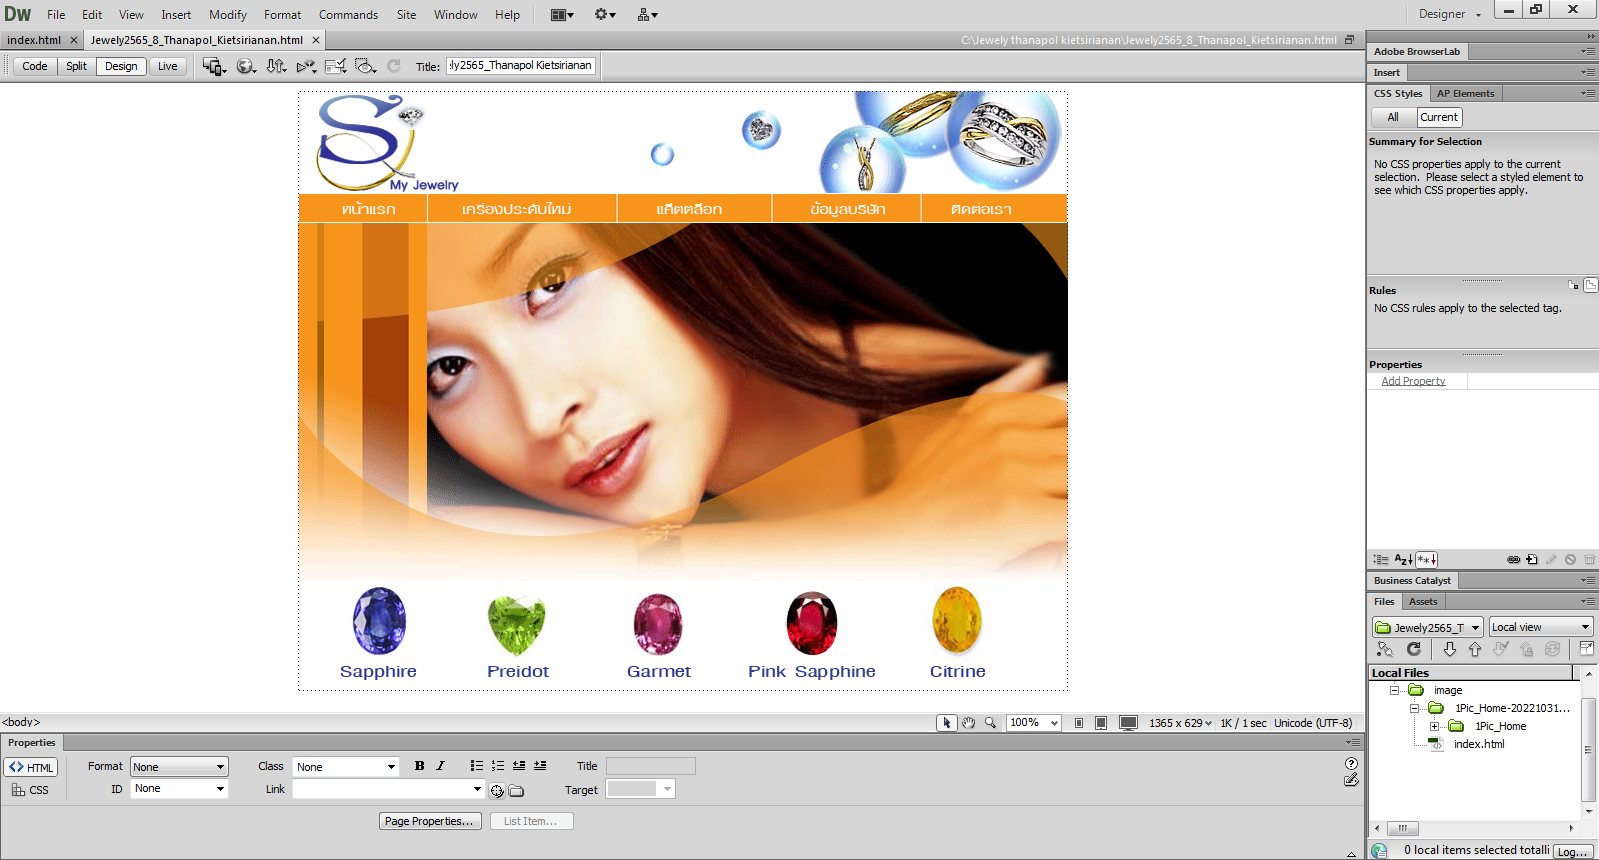 Dw File Edit View Insert Modify Format Commands Site Window Help Designer
index.html Jewely2565_8_Thanapol_Kietsirianan.html C:\Jewely thanapol kietsirianan\Jewely2565_8_Thanapol_Kietsirianan.html
Code Split Design Live Title: ely2565_Thanapol Kietsirianan
My Jewelry
หน้าแรก เครื่องประดับใหม่ แค๊ตตล๊อก ข้อมูลบริษัท ติดต่อเรา
Sapphire Preidot Garmet Pink Sapphine Citrine
<body> 100% 1365 x 629 1K / 1 sec Unicode (UTF-8)
Properties
HTML Format None Class None B I Title
CSS ID None Link Target
Page Properties... List Item...
Adobe BrowserLab
Insert
CSS Styles AP Elements
All Current
Summary for Selection
No CSS properties apply to the current
selection. Please select a styled element to
see which CSS properties apply.
Rules
No CSS rules apply to the selected tag.
Properties
Add Property
Business Catalyst
Files Assets
Jewely2565_T Local view
Local Files
image
1Pic_Home-20221031...
1Pic_Home
index.html
0 local items selected totalli Log...